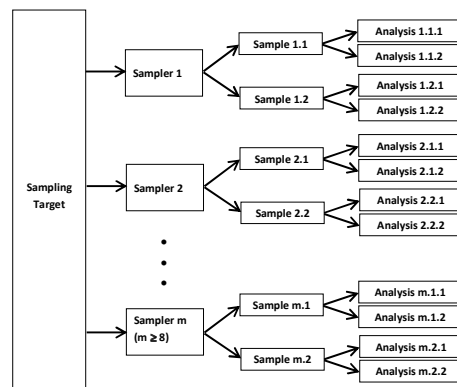 Sampling
Target
Sampler 1
Sample 1.1
Analysis 1.1.1
Analysis 1.1.2
Sample 1.2
Analysis 1.2.1
Analysis 1.2.2
Sampler 2
Sample 2.1
Analysis 2.1.1
Analysis 2.1.2
Sample 2.2
Analysis 2.2.1
Analysis 2.2.2
Sampler m
(m ≥ 8)
Sample m.1
Analysis m.1.1
Analysis m.1.2
Sample m.2
Analysis m.2.1
Analysis m.2.2